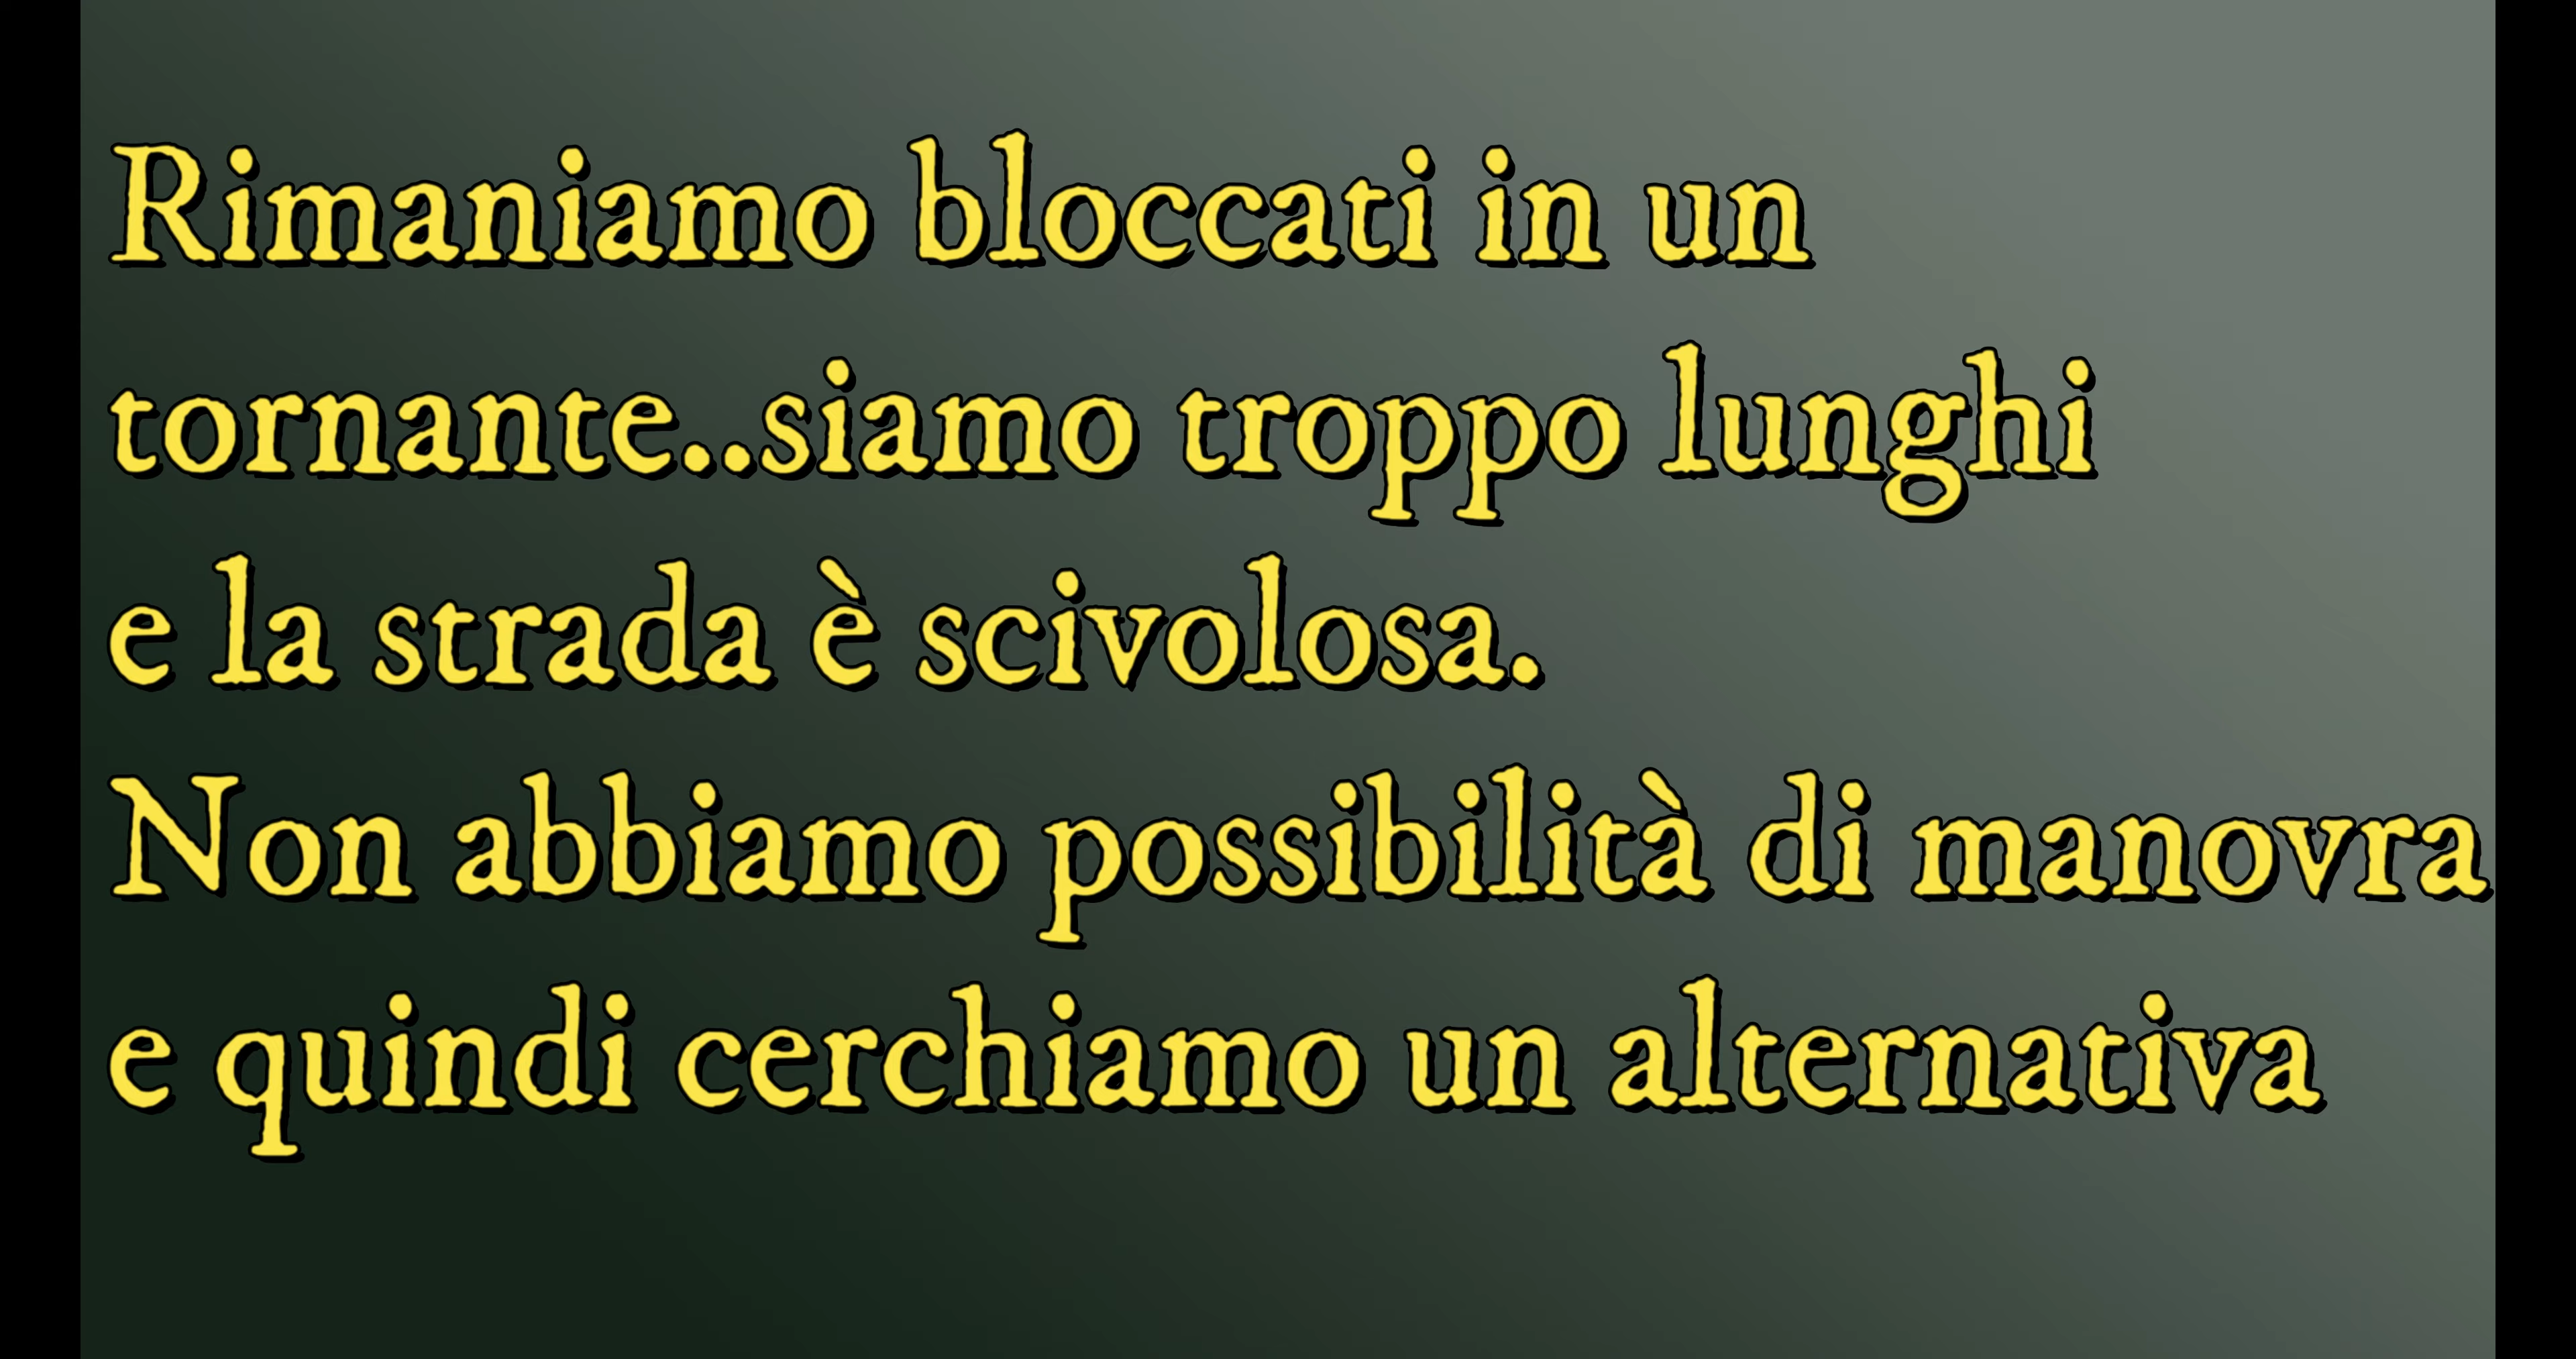 Rimaniamo bloccati in un
tornante..siamo troppo lunghi
e la strada è scivolosa.
Non abbiamo possibilità di manovra
e quindi cerchiamo un alternativa